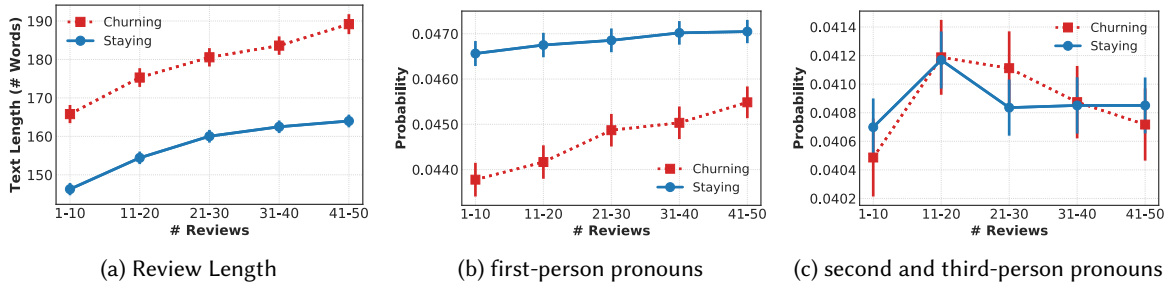 Text Length (# Words)
190
180
170
160
150
Churning
Staying
1-10 11-20 21-30 31-40 41-50
# Reviews
(a) Review Length
Probability
0.0470
0.0460
0.0450
0.0440
Churning
Staying
1-10 11-20 21-30 31-40 41-50
# Reviews
(b) first-person pronouns
Probability
0.0414
0.0412
0.0410
0.0408
0.0406
0.0404
0.0402
Churning
Staying
1-10 11-20 21-30 31-40 41-50
# Reviews
(c) second and third-person pronouns